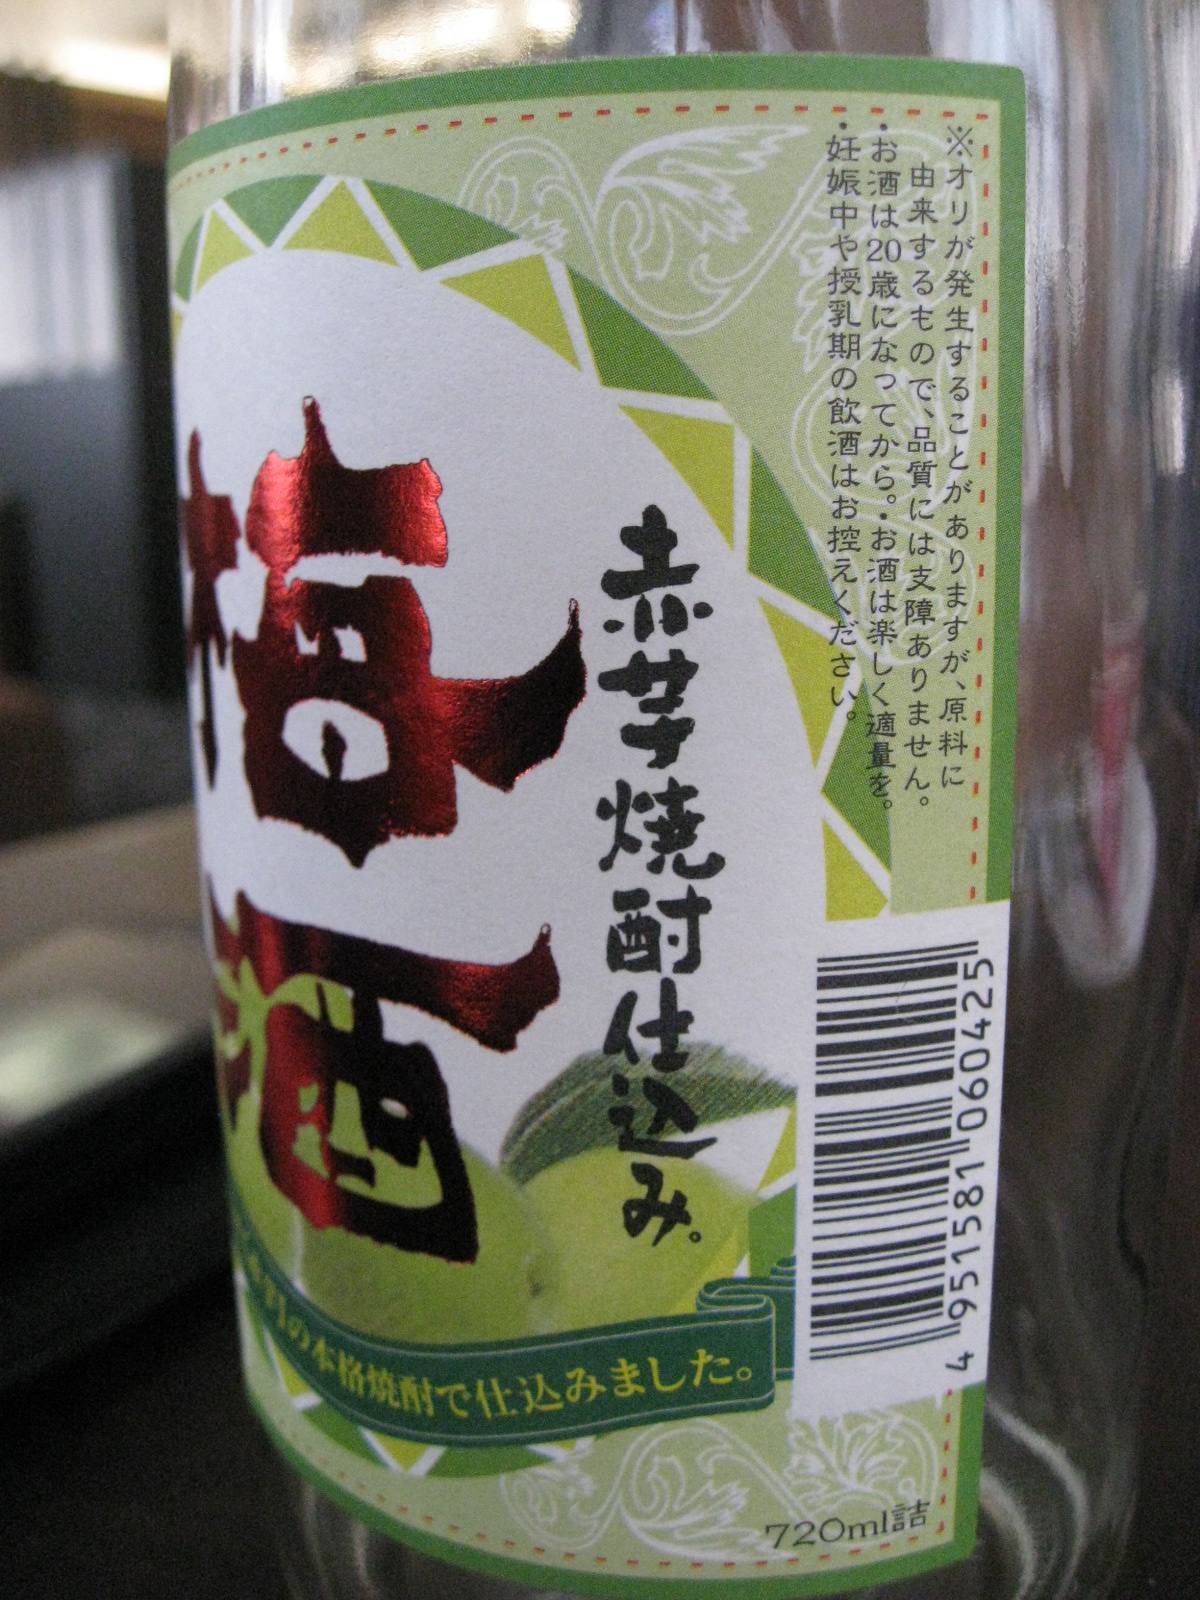 ※オリが発生することがありますが、原料に
由来するもので、品質には支障ありません。
・お酒は20歳になってから。・お酒は楽しく適量を。
・妊娠中や授乳期の飲酒はお控えください。
赤芋焼酎仕込み。
梅酒
の本格焼酎で仕込みました。
4 951581 060425
720ml詰